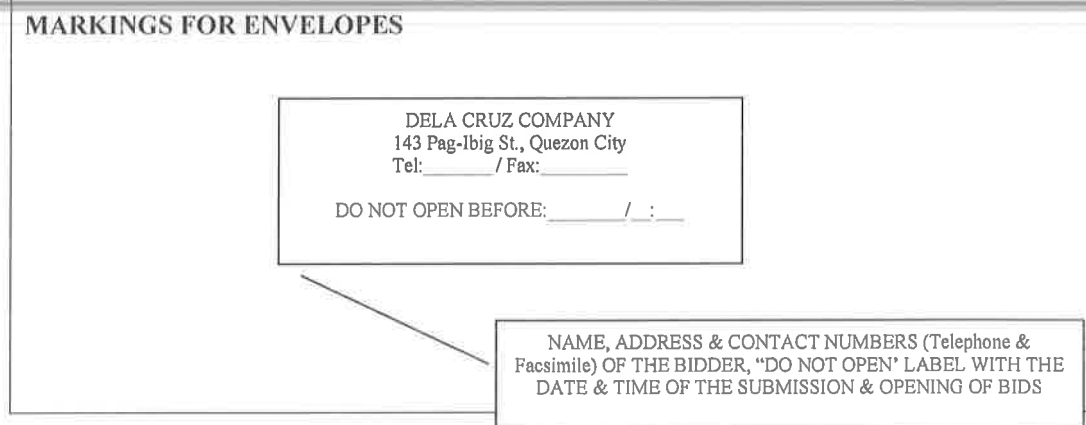 MARKINGS FOR ENVELOPES
DELA CRUZ COMPANY
143 Pag-Ibig St., Quezon City
Tel:_______/ Fax:_________
DO NOT OPEN BEFORE:________/__:___
NAME, ADDRESS & CONTACT NUMBERS (Telephone &
Facsimile) OF THE BIDDER, “DO NOT OPEN’ LABEL WITH THE
DATE & TIME OF THE SUBMISSION & OPENING OF BIDS